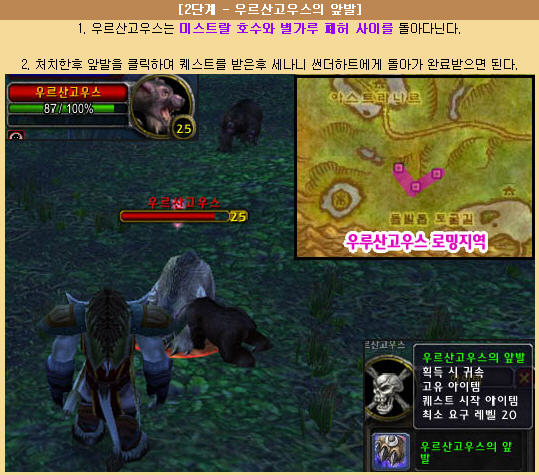 [2단계 - 우르산고우스의 앞발]
1. 우르산고우스는 미스트랄 호수와 별가루 폐허 사이를 돌아다닌다.
2. 처치한후 앞발을 클릭하여 퀘스트를 받은후 세나니 썬더하트에게 돌아가 완료받으면 된다.
우르산고우스
87 / 100%
25
아스트라나르
우르산고우스
25
돌발톱 토굴길
우루산고우스 로밍지역
르산고우스
우르산고우스의 앞발
획득 시 귀속
고유 아이템
퀘스트 시작 아이템
최소 요구 레벨 20
우르산고우스의 앞
발